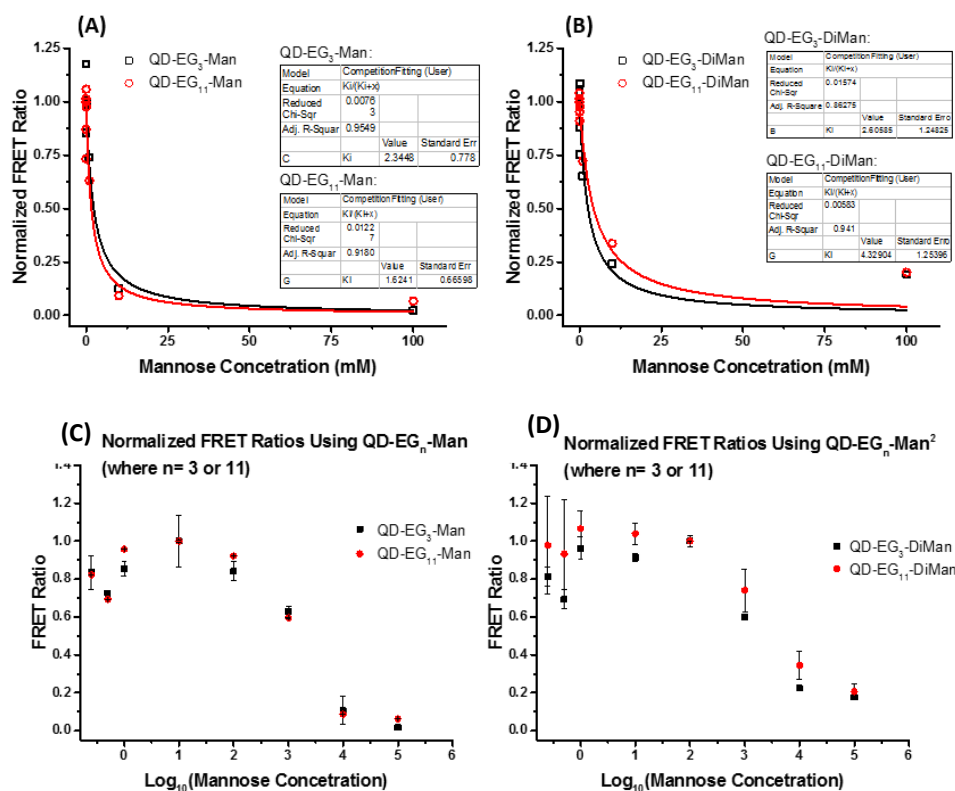 (A)
QD-EG3-Man
QD-EG11-Man
QD-EG3-Man:
Model CompetitionFitting (User)
Equation Ki/(Ki+x)
Reduced Chi-Sqr 0.00763
Adj. R-Squar 0.9549
Value Standard Err
C Ki 2.3448 0.778
QD-EG11-Man:
Model CompetitionFitting (User)
Equation Ki/(Ki+x)
Reduced Chi-Sqr 0.01227
Adj. R-Squar 0.9180
Value Standard Err
G KI 1.6241 0.66598
Normalized FRET Ratio
1.25
1.00
0.75
0.50
0.25
0.00
0 25 50 75 100
Mannose Concetration (mM)
(B)
QD-EG3-DiMan
QD-EG11-DiMan
QD-EG3-DiMan:
Model CompetitionFitting (User)
Equation Ki/(Ki+x)
Reduced Chi-Sqr 0.01574
Adj. R-Square 0.86275
Value Standard Error
B KI 2.60585 1.24825
QD-EG11-DiMan:
Model CompetitionFitting (User)
Equation Ki/(Ki+x)
Reduced Chi-Sqr 0.00583
Adj. R-Squar 0.941
Value Standard Error
G KI 4.32904 1.25396
Normalized FRET Ratio
1.25
1.00
0.75
0.50
0.25
0.00
0 25 50 75 100
Mannose Concetration (mM)
(C)
Normalized FRET Ratios Using QD-EGn-Man
(where n= 3 or 11)
QD-EG3-Man
QD-EG11-Man
FRET Ratio
1.4
1.2
1.0
0.8
0.6
0.4
0.2
0.0
0 1 2 3 4 5 6
Log10(Mannose Concetration)
(D)
Normalized FRET Ratios Using QD-EGn-Man²
(where n= 3 or 11)
QD-EG3-DiMan
QD-EG11-DiMan
FRET Ratio
1.4
1.2
1.0
0.8
0.6
0.4
0.2
0.0
0 1 2 3 4 5 6
Log10(Mannose Concetration)